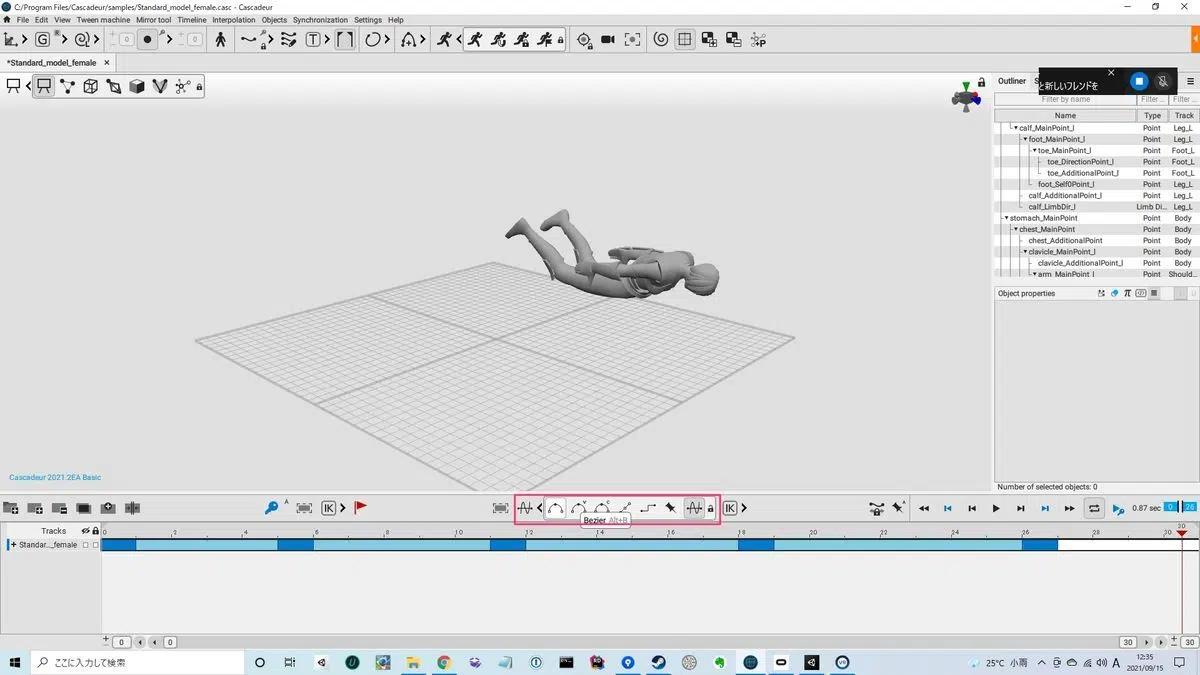 C:/Program Files/Cascadeur/samples/Standard_model_female.casc - Cascadeur
File Edit View Tween machine Mirror tool Timeline Interpolation Objects Synchronization Settings Help
*Standard_model_female
Outliner
と新しいフレンドを
Filter by name Filter ... Filter ...
Name Type Track
calf_MainPoint_l Point Leg_L
foot_MainPoint_l Point Leg_L
toe_MainPoint_l Point Foot_L
toe_DirectionPoint_l Point Foot_L
toe_AdditionalPoint_l Point Foot_L
foot_Self0Point_l Point Leg_L
calf_AdditionalPoint_l Point Leg_L
calf_LimbDir_l Limb Di... Leg_L
stomach_MainPoint Point Body
chest_MainPoint Point Body
chest_AdditionalPoint Point Body
clavicle_MainPoint_l Point Body
clavicle_AdditionalPoint_l Point Body
arm_MainPoint_l Point Should...
Object properties
Cascadeur 2021.2EA Basic
Number of selected objects: 0
IK
IK
0.87 sec 0 26
Bezier Alt+B
Tracks 0 2 4 6 8 10 12 14 16 18 20 22 24 26 28 30 30
+ Standar..._female
0 0 30 30
ここに入力して検索
25°C 小雨 A 12:35
2021/09/15